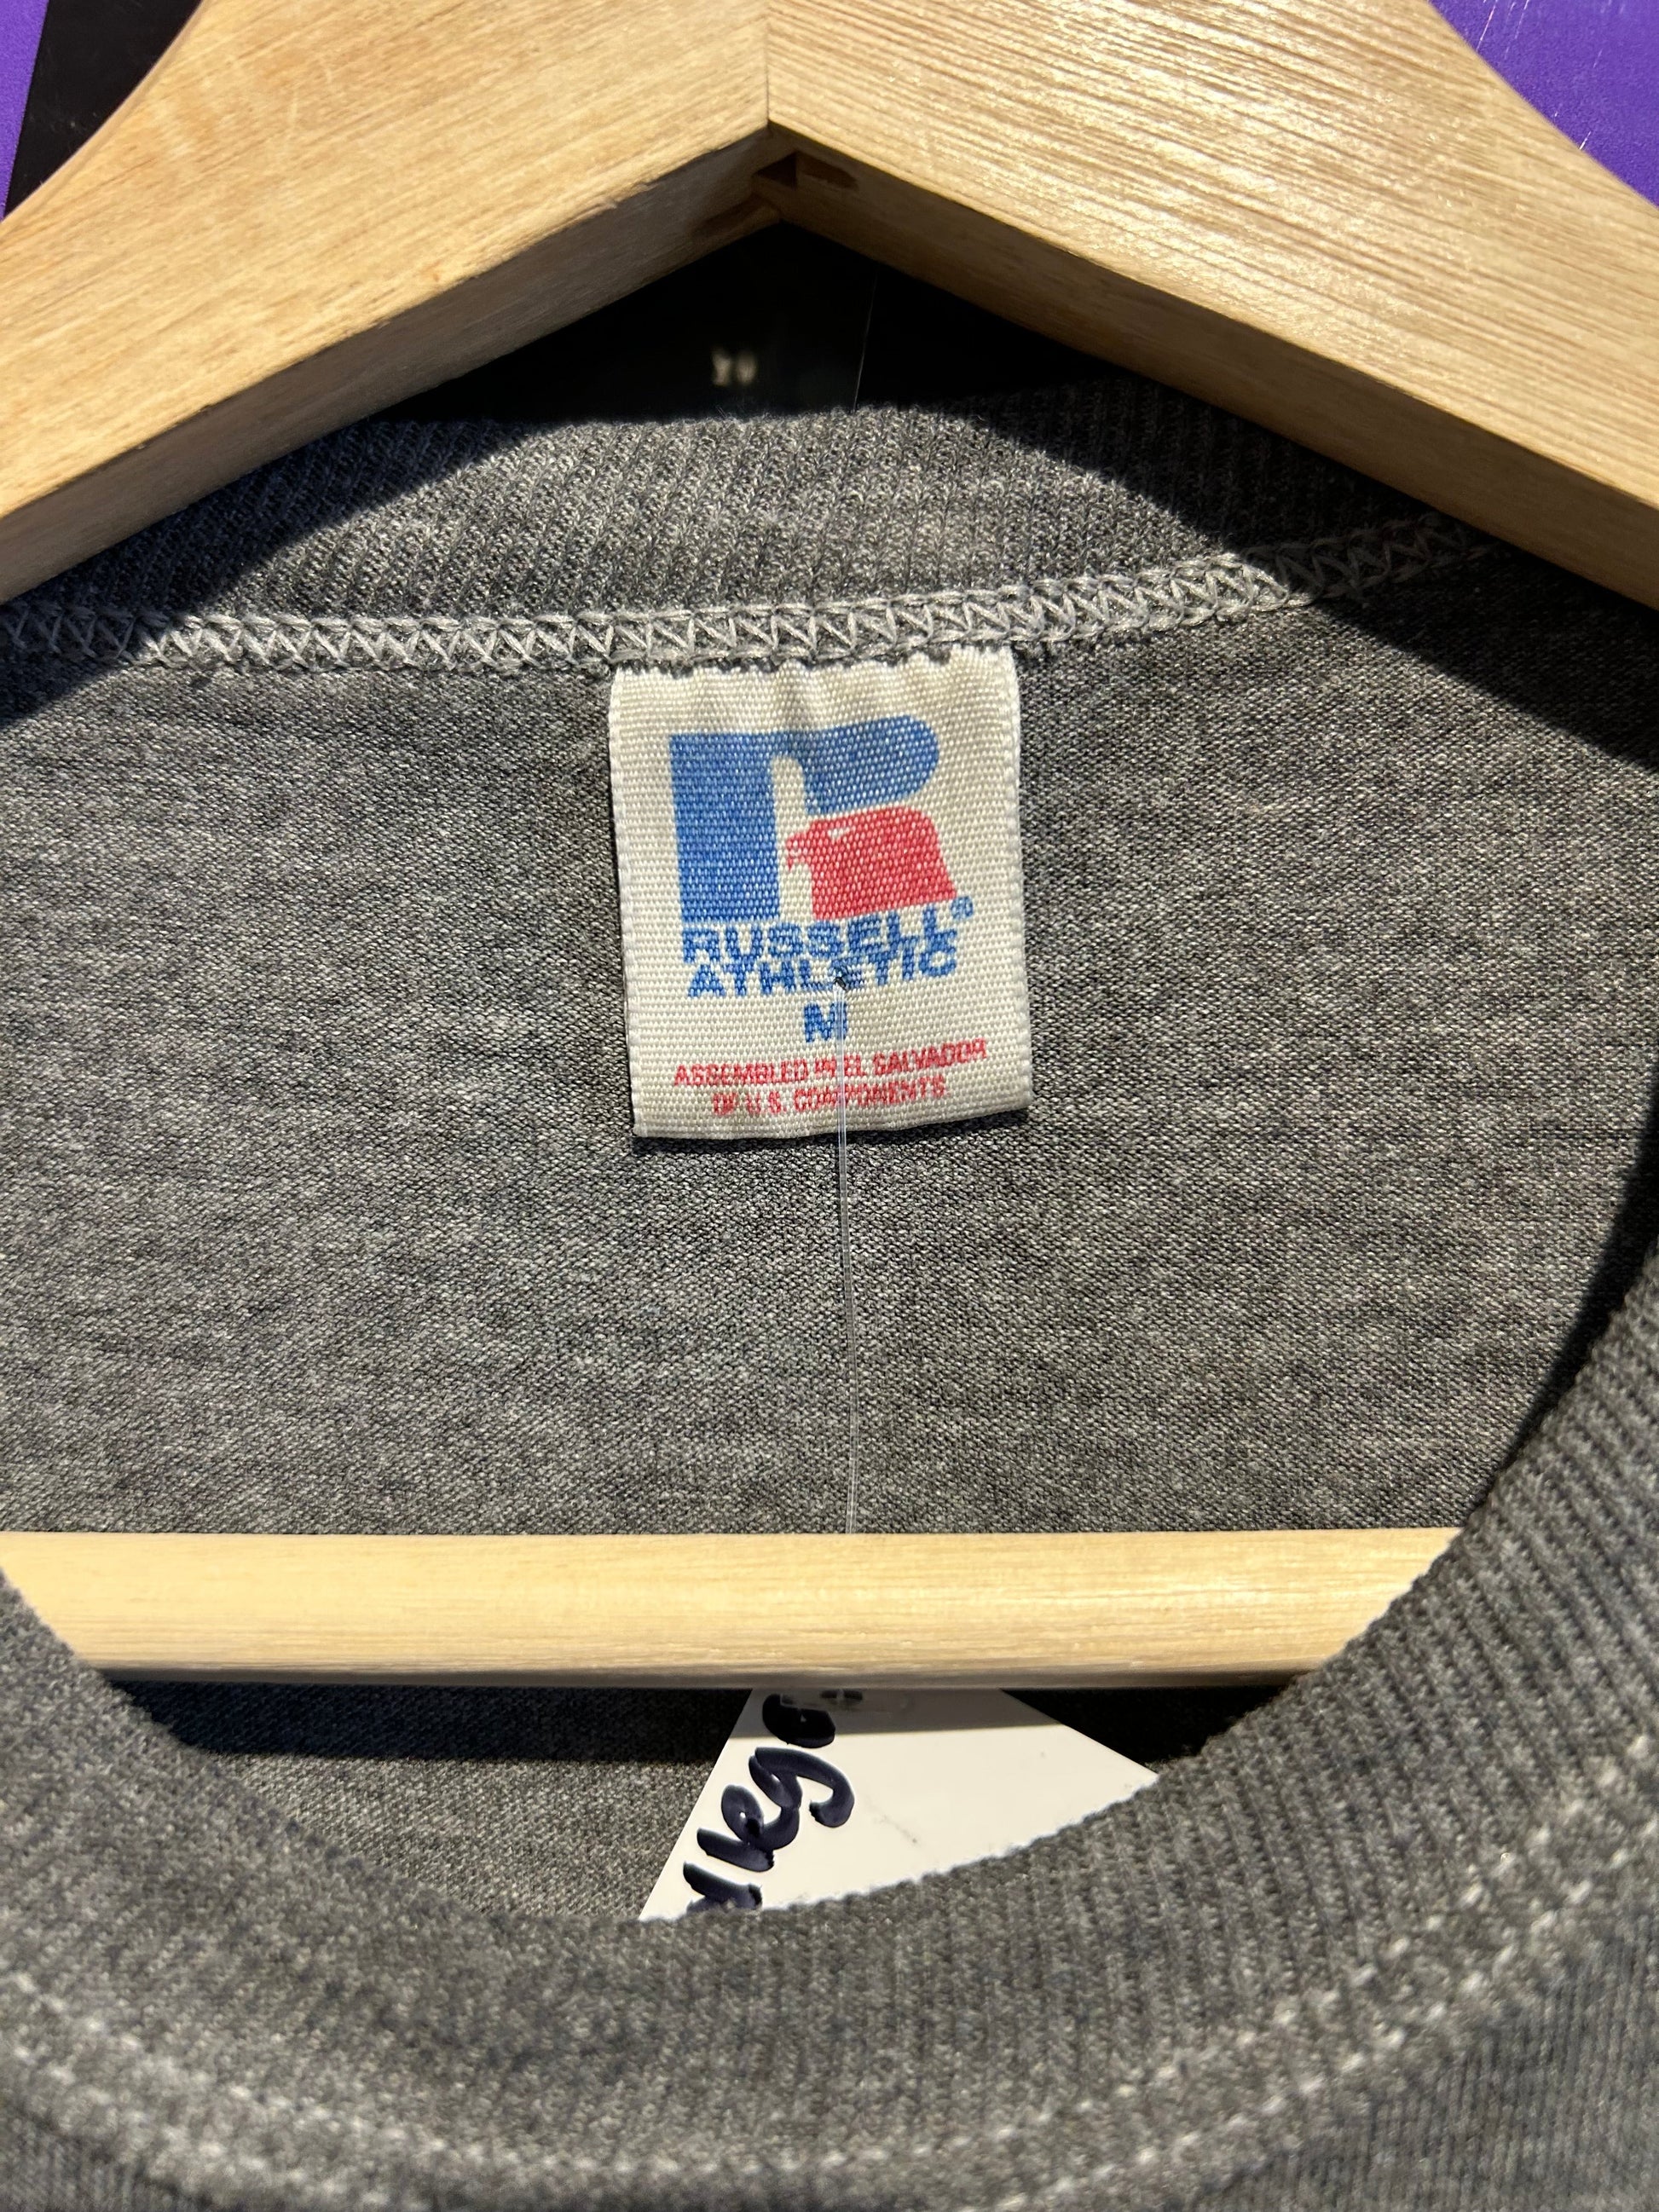 RUSSELL®
ATHLETIC
M
ASSEMBLED IN EL SALVADOR
OF U.S. COMPONENTS